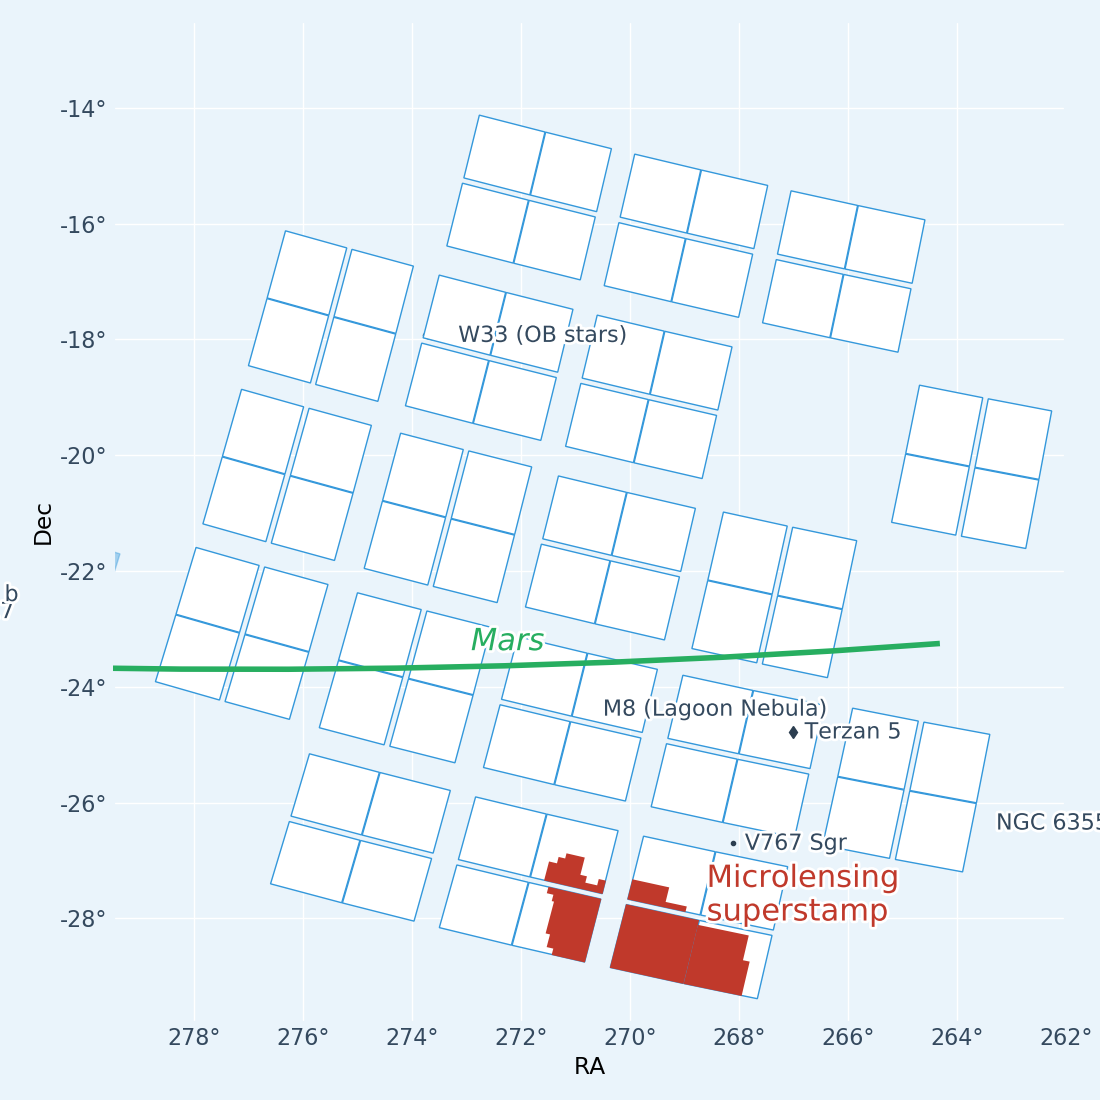 -14°
-16°
W33 (OB stars)
-18°
-20°
Dec
-22°
b
7
Mars
-24°
M8 (Lagoon Nebula)
Terzan 5
-26°
NGC 6355
V767 Sgr
Microlensing
superstamp
-28°
278° 276° 274° 272° 270° 268° 266° 264° 262°
RA